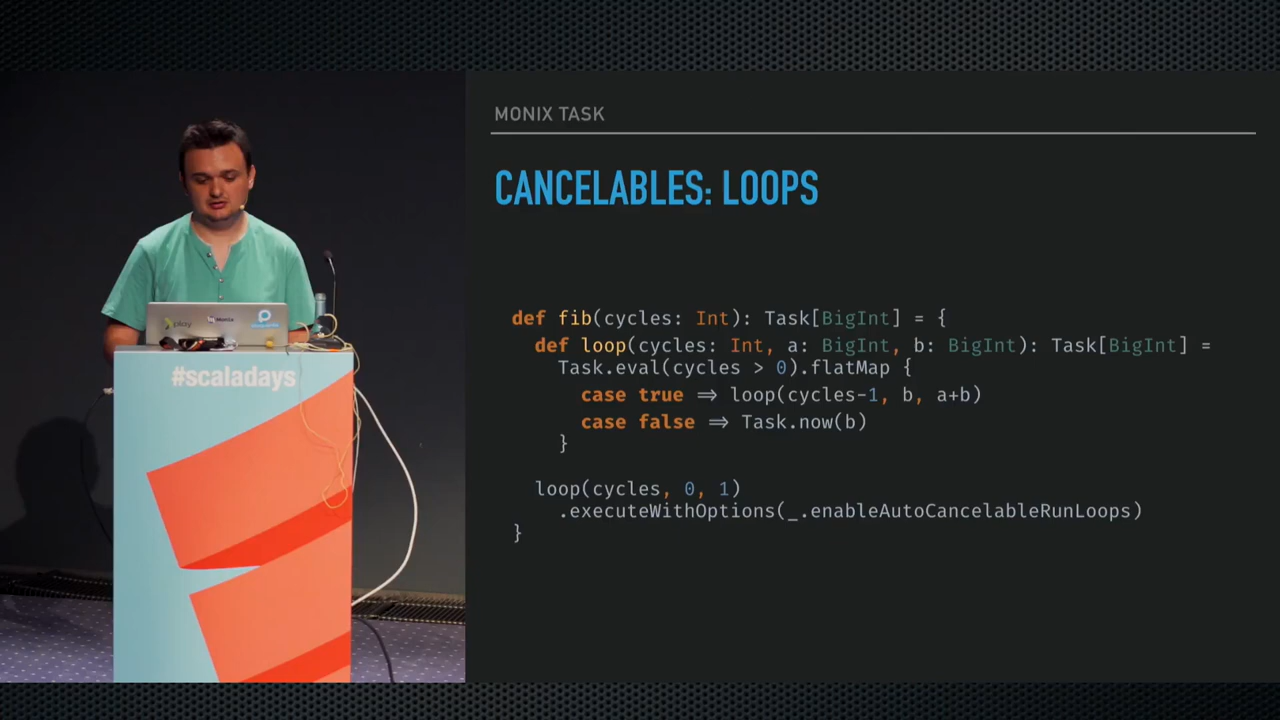 MONIX TASK
CANCELABLES: LOOPS
def fib(cycles: Int): Task[BigInt] = {
def loop(cycles: Int, a: BigInt, b: BigInt): Task[BigInt] =
Task.eval(cycles > 0).flatMap {
case true ⇒ loop(cycles-1, b, a+b)
case false ⇒ Task.now(b)
}
loop(cycles, 0, 1)
.executeWithOptions(_.enableAutoCancelableRunLoops)
}
play
Monix
#scaladays